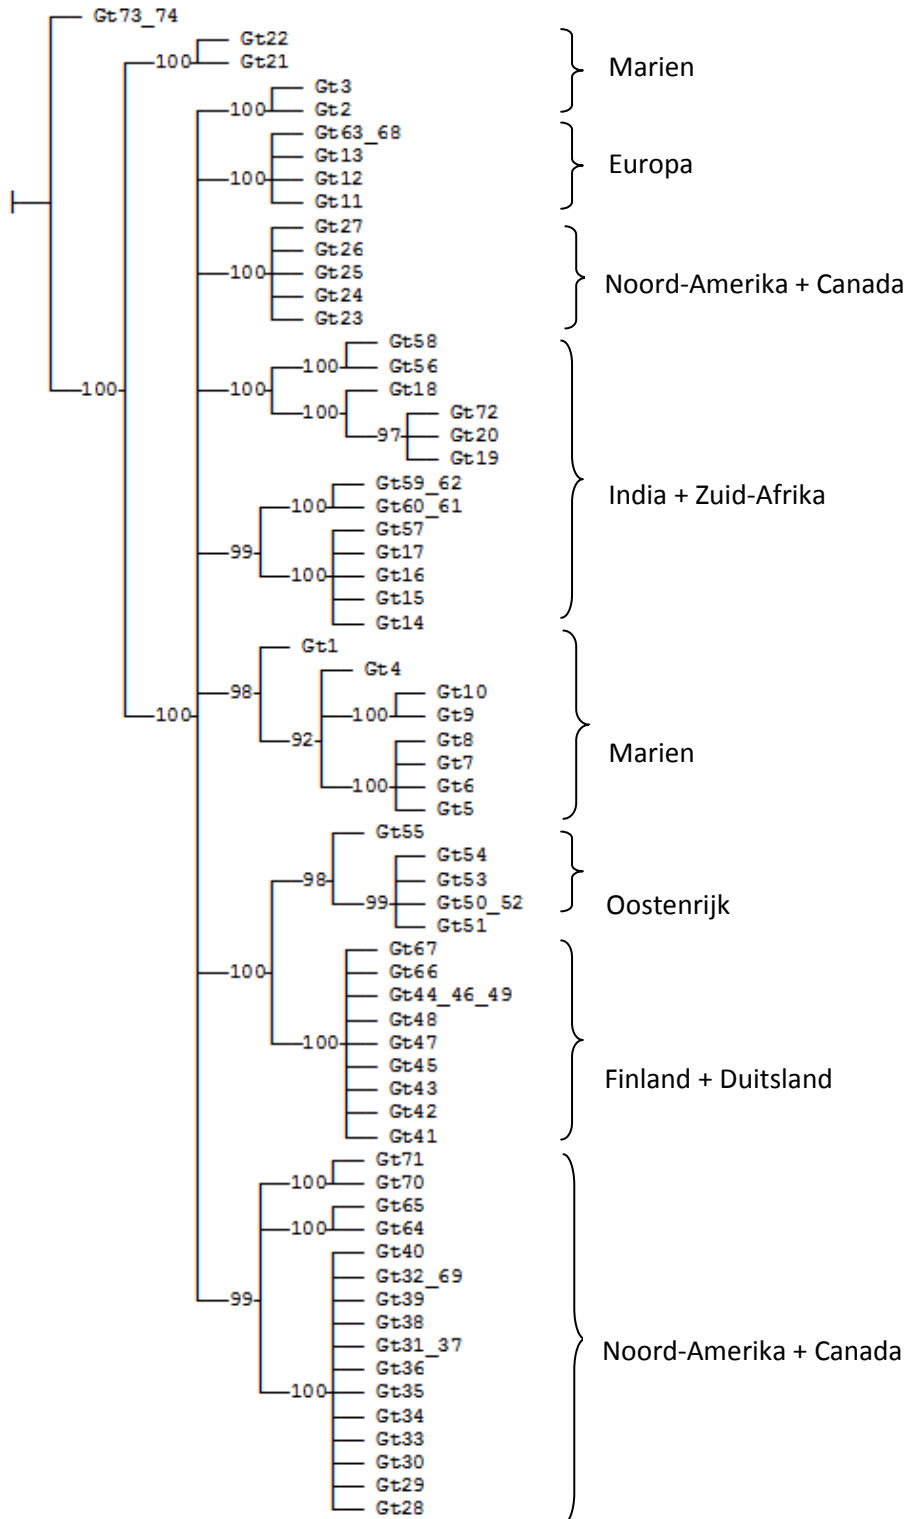 Gt73_74
Gt22
100
Gt21
Marien
Gt3
100
Gt2
Gt63_68
Gt13
Europa
100
Gt12
Gt11
Gt27
Gt26
100
Gt25
Noord-Amerika + Canada
Gt24
Gt23
Gt58
100
Gt56
100
100
Gt18
100
Gt72
97
Gt20
Gt19
Gt59_62
India + Zuid-Afrika
100
Gt60_61
Gt57
99
Gt17
100
Gt16
Gt15
Gt14
Gt1
Gt4
98
Gt10
100
100
Gt9
92
Gt8
Marien
Gt7
100
Gt6
Gt5
Gt55
Gt54
98
Gt53
99
Gt50_52
Oostenrijk
Gt51
Gt67
100
Gt66
Gt44_46_49
Gt48
100
Gt47
Gt45
Finland + Duitsland
Gt43
Gt42
Gt41
Gt71
100
Gt70
Gt65
100
Gt64
Gt40
Gt32_69
99
Gt39
Gt38
Gt31_37
Noord-Amerika + Canada
Gt36
100
Gt35
Gt34
Gt33
Gt30
Gt29
Gt28